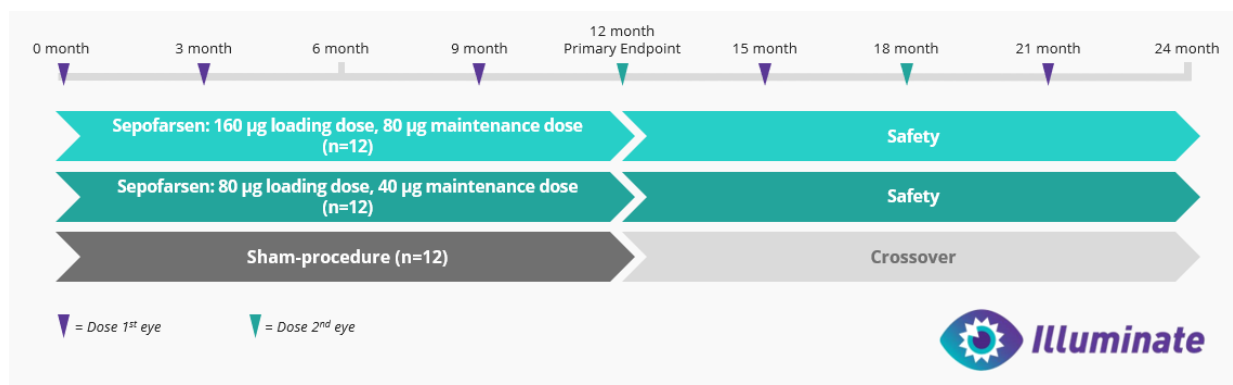 12 month
0 month 3 month 6 month 9 month Primary Endpoint 15 month 18 month 21 month 24 month
Sepofarsen: 160 µg loading dose, 80 µg maintenance dose
(n=12)
Safety
Sepofarsen: 80 µg loading dose, 40 µg maintenance dose
(n=12)
Safety
Sham-procedure (n=12)
Crossover
= Dose 1st eye
= Dose 2nd eye
Illuminate